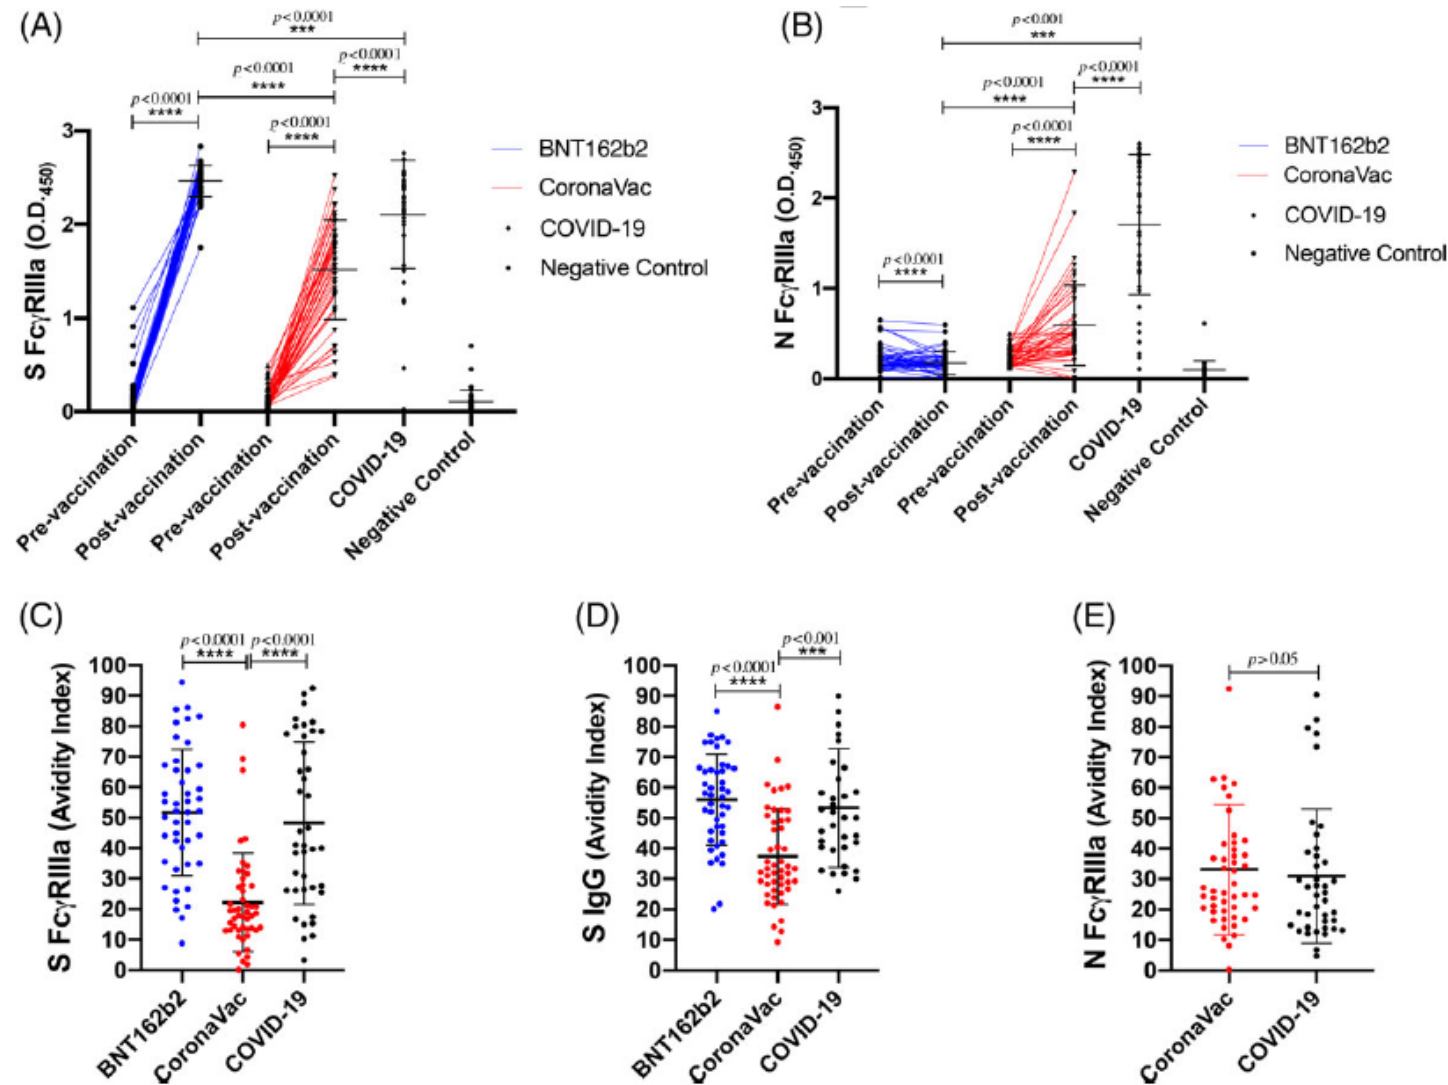 (A)
p<0.0001
***
p<0.0001
****
p<0.0001
****
p<0.0001
****
p<0.0001
****
S FcγRIIIa (O.D.450)
3
2
1
0
Pre-vaccination
Post-vaccination
Pre-vaccination
Post-vaccination
COVID-19
Negative Control
BNT162b2
CoronaVac
COVID-19
Negative Control
(B)
p<0.001
***
p<0.0001
****
p<0.0001
****
p<0.0001
****
p<0.0001
****
N FcγRIIIa (O.D.450)
3
2
1
0
Pre-vaccination
Post-vaccination
Pre-vaccination
Post-vaccination
COVID-19
Negative Control
BNT162b2
CoronaVac
COVID-19
Negative Control
(C)
p<0.0001
****
p<0.0001
****
S FcγRIIIa (Avidity Index)
100
90
80
70
60
50
40
30
20
10
0
BNT162b2
CoronaVac
COVID-19
(D)
p<0.0001
****
p<0.001
***
S IgG (Avidity Index)
100
90
80
70
60
50
40
30
20
10
0
BNT162b2
CoronaVac
COVID-19
(E)
p>0.05
N FcγRIIIa (Avidity Index)
100
90
80
70
60
50
40
30
20
10
0
CoronaVac
COVID-19